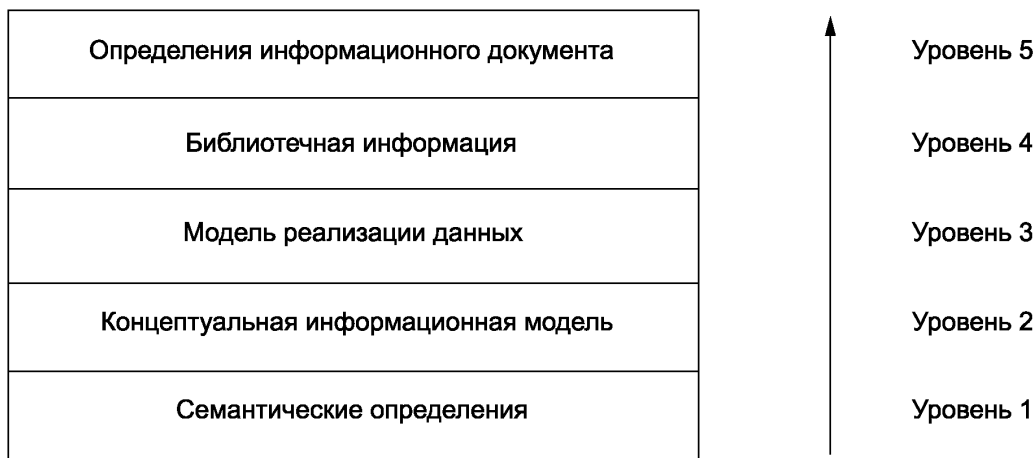 Определения информационного документа Уровень 5
Библиотечная информация Уровень 4
Модель реализации данных Уровень 3
Концептуальная информационная модель Уровень 2
Семантические определения Уровень 1